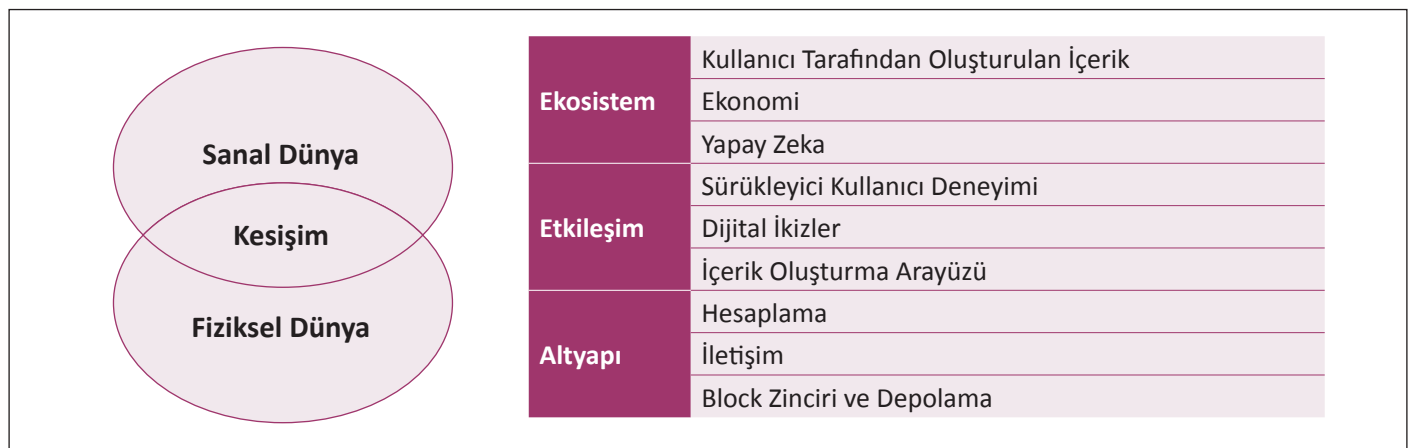 Sanal Dünya
Kesişim
Fiziksel Dünya
Ekosistem
Kullanıcı Tarafından Oluşturulan İçerik
Ekonomi
Yapay Zeka
Etkileşim
Sürükleyici Kullanıcı Deneyimi
Dijital İkizler
İçerik Oluşturma Arayüzü
Altyapı
Hesaplama
İletişim
Block Zinciri ve Depolama